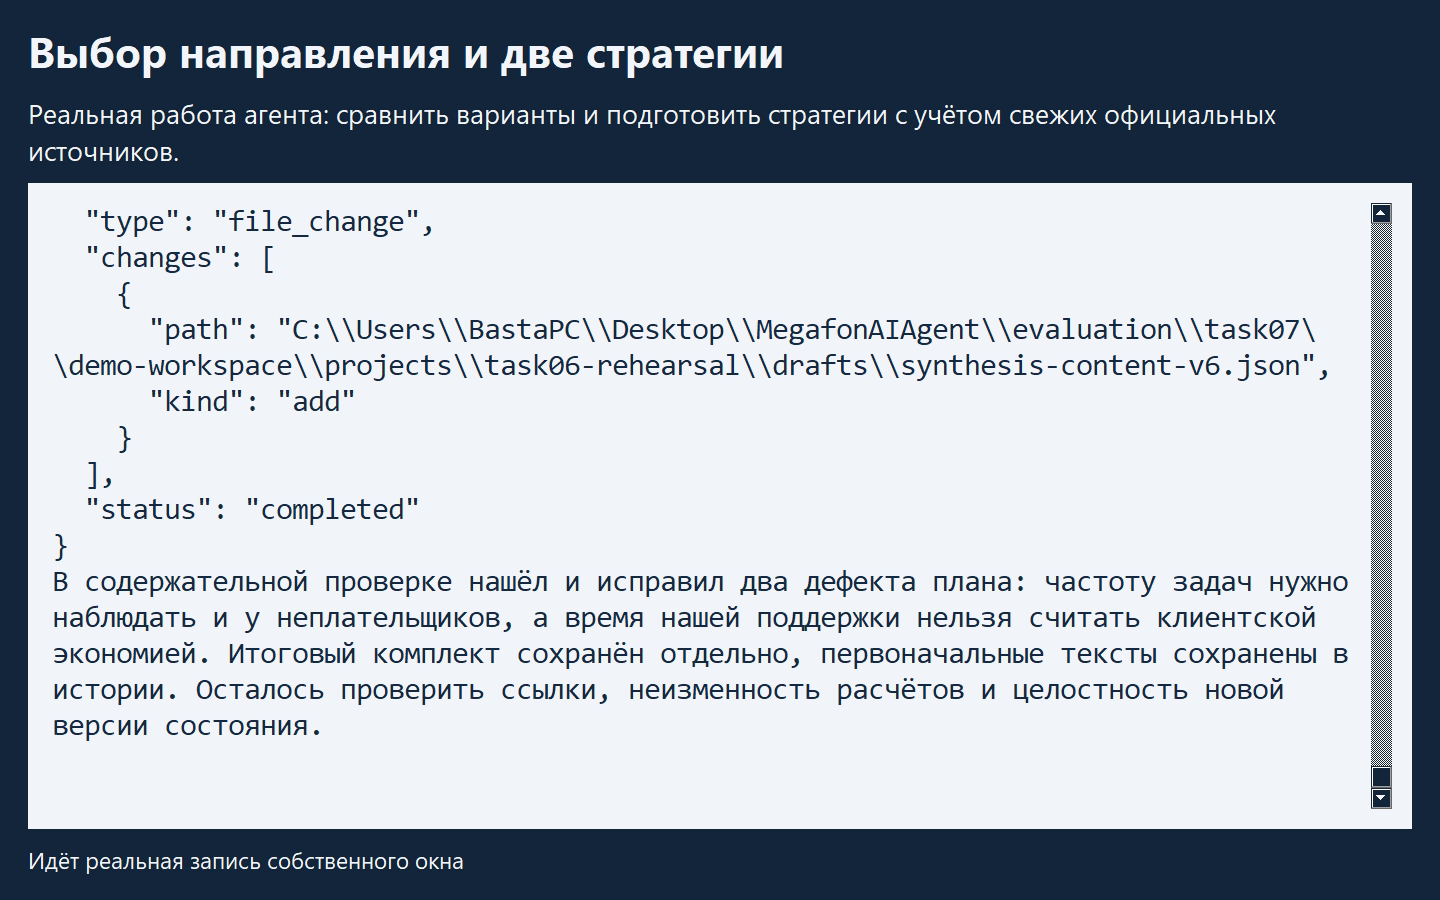 Выбор направления и две стратегии
Реальная работа агента: сравнить варианты и подготовить стратегии с учётом свежих официальных
источников.
"type": "file_change",
"changes": [
{
"path": "C:\\Users\\BastaPC\\Desktop\\MegafonAIAgent\\evaluation\\task07\
\demo-workspace\\projects\\task06-rehearsal\\drafts\\synthesis-content-v6.json",
"kind": "add"
}
],
"status": "completed"
}
В содержательной проверке нашёл и исправил два дефекта плана: частоту задач нужно
наблюдать и у неплательщиков, а время нашей поддержки нельзя считать клиентской
экономией. Итоговый комплект сохранён отдельно, первоначальные тексты сохранены в
истории. Осталось проверить ссылки, неизменность расчётов и целостность новой
версии состояния.
Идёт реальная запись собственного окна